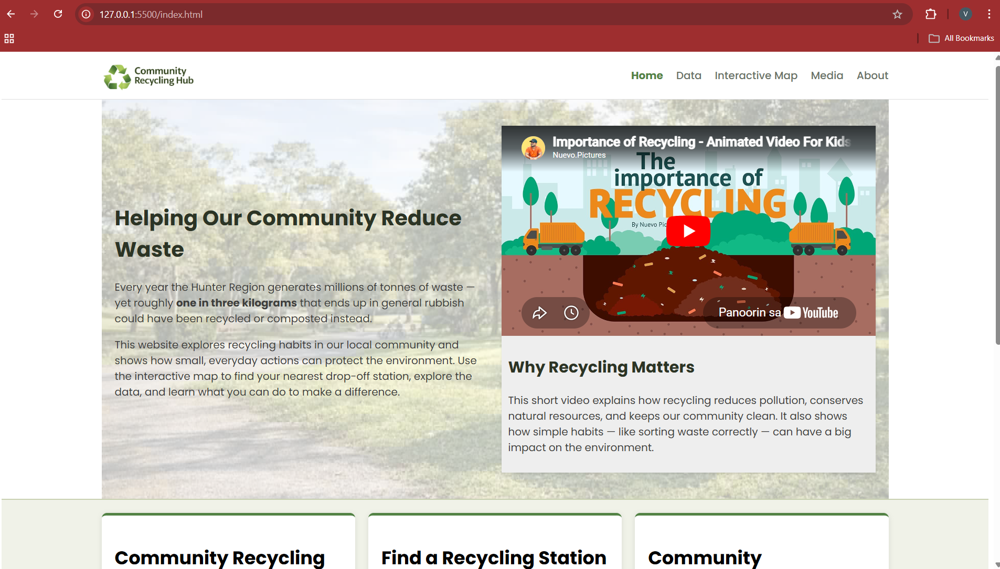 127.0.0.1:5500/index.html
V
All Bookmarks
Community
Recycling Hub
Home Data Interactive Map Media About
Importance of Recycling - Animated Video For Kids
Nuevo.Pictures
The
importance of
RECYCLING
By Nuevo Pic
Panoorin sa YouTube
Helping Our Community Reduce
Waste
Every year the Hunter Region generates millions of tonnes of waste —
yet roughly one in three kilograms that ends up in general rubbish
could have been recycled or composted instead.
This website explores recycling habits in our local community and
shows how small, everyday actions can protect the environment. Use
the interactive map to find your nearest drop-off station, explore the
data, and learn what you can do to make a difference.
Why Recycling Matters
This short video explains how recycling reduces pollution, conserves
natural resources, and keeps our community clean. It also shows
how simple habits — like sorting waste correctly — can have a big
impact on the environment.
Community Recycling
Find a Recycling Station
Community